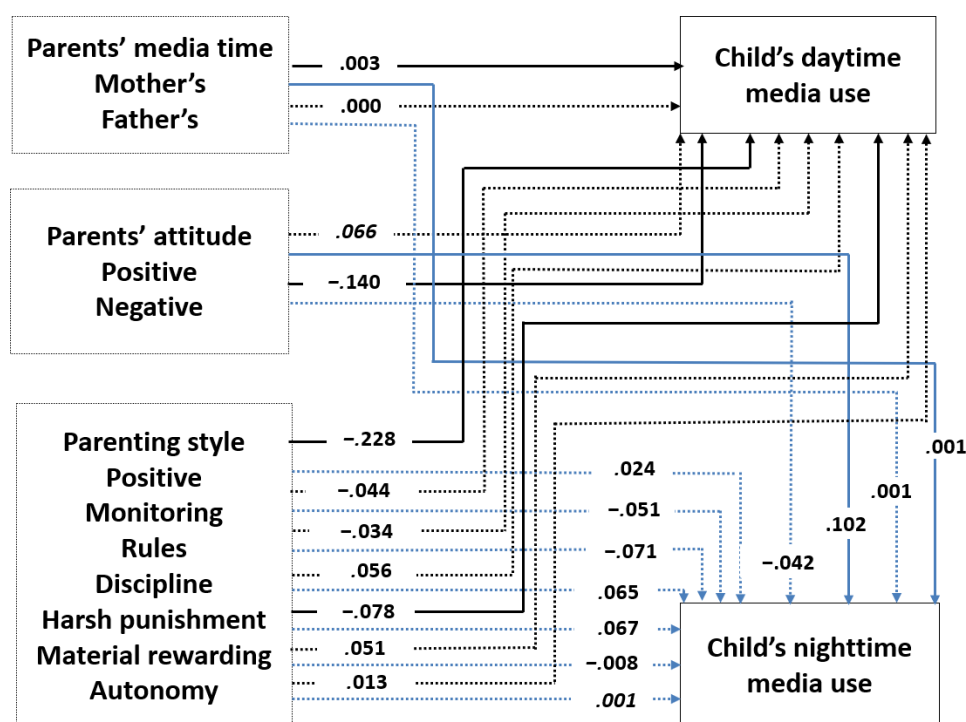 Parents’ media time
Mother’s
Father’s
.003
.000
Child’s daytime
media use
Parents’ attitude
Positive
Negative
.066
−.140
Parenting style
Positive
Monitoring
Rules
Discipline
Harsh punishment
Material rewarding
Autonomy
−.228
−.044
−.034
.056
−.078
.051
.013
.024
−.051
−.071
.065
.067
−.008
.001
−.042
.102
.001
.001
Child’s nighttime
media use